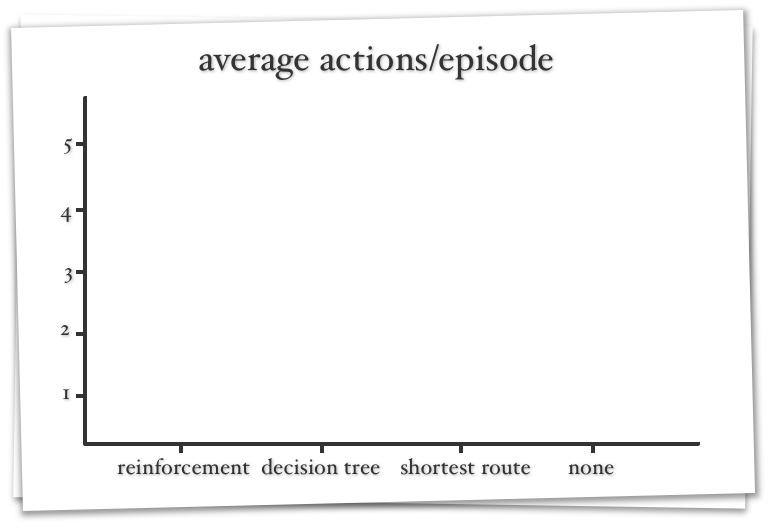 average actions/episode
5
4
3
2
1
reinforcement decision tree shortest route none